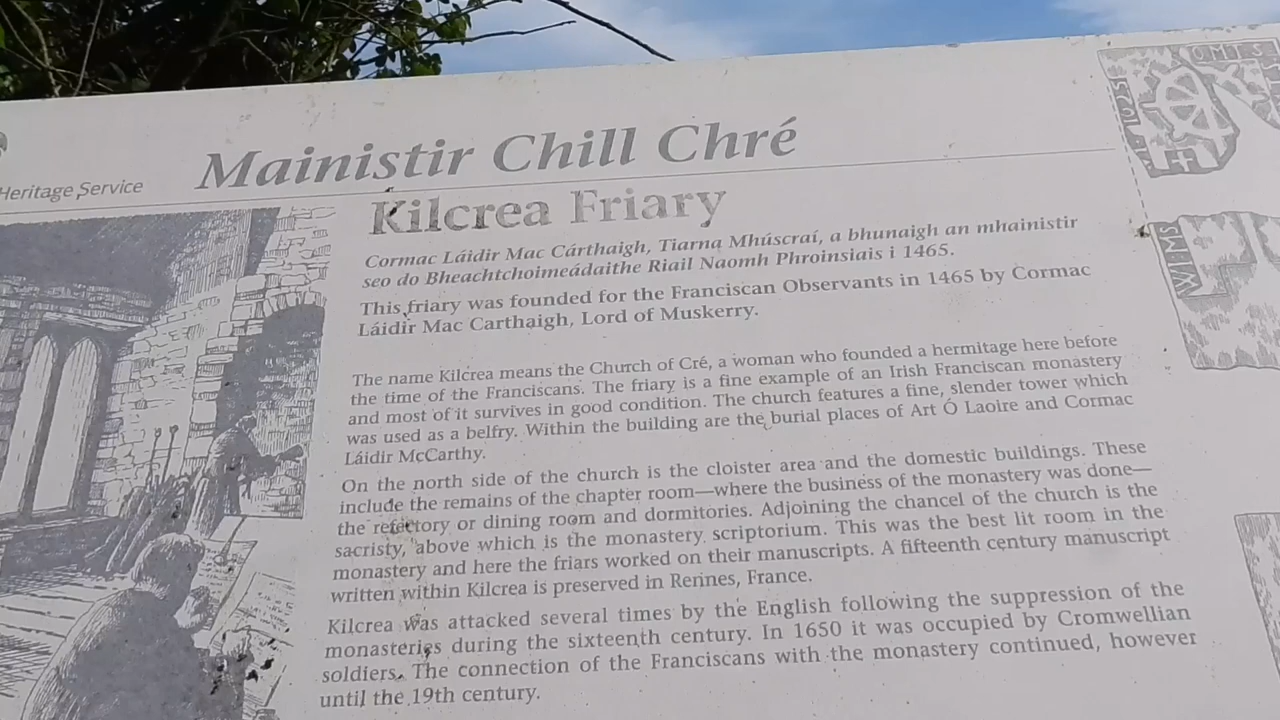 Mainistir Chill Chré
Heritage Service
Kilcrea Friary
Cormac Láidir Mac Cárthaigh, Tiarna Mhúscraí, a bhunaigh an mhainistir
seo do Bheachtchoimeádaithe Riail Naomh Phroinsiais i 1465.
This friary was founded for the Franciscan Observants in 1465 by Cormac
Láidir Mac Carthaigh, Lord of Muskerry.
The name Kilcrea means the Church of Cré, a woman who founded a hermitage here before
the time of the Franciscans. The friary is a fine example of an Irish Franciscan monastery
and most of it survives in good condition. The church features a fine, slender tower which
was used as a belfry. Within the building are the burial places of Art Ó Laoire and Cormac
Láidir McCarthy.
On the north side of the church is the cloister area and the domestic buildings. These
include the remains of the chapter room—where the business of the monastery was done—
the refectory or dining room and dormitories. Adjoining the chancel of the church is the
sacristy, above which is the monastery scriptorium. This was the best lit room in the
monastery and here the friars worked on their manuscripts. A fifteenth century manuscript
written within Kilcrea is preserved in Rennes, France.
Kilcrea was attacked several times by the English following the suppression of the
monasteries during the sixteenth century. In 1650 it was occupied by Cromwellian
soldiers. The connection of the Franciscans with the monastery continued, however
until the 19th century.